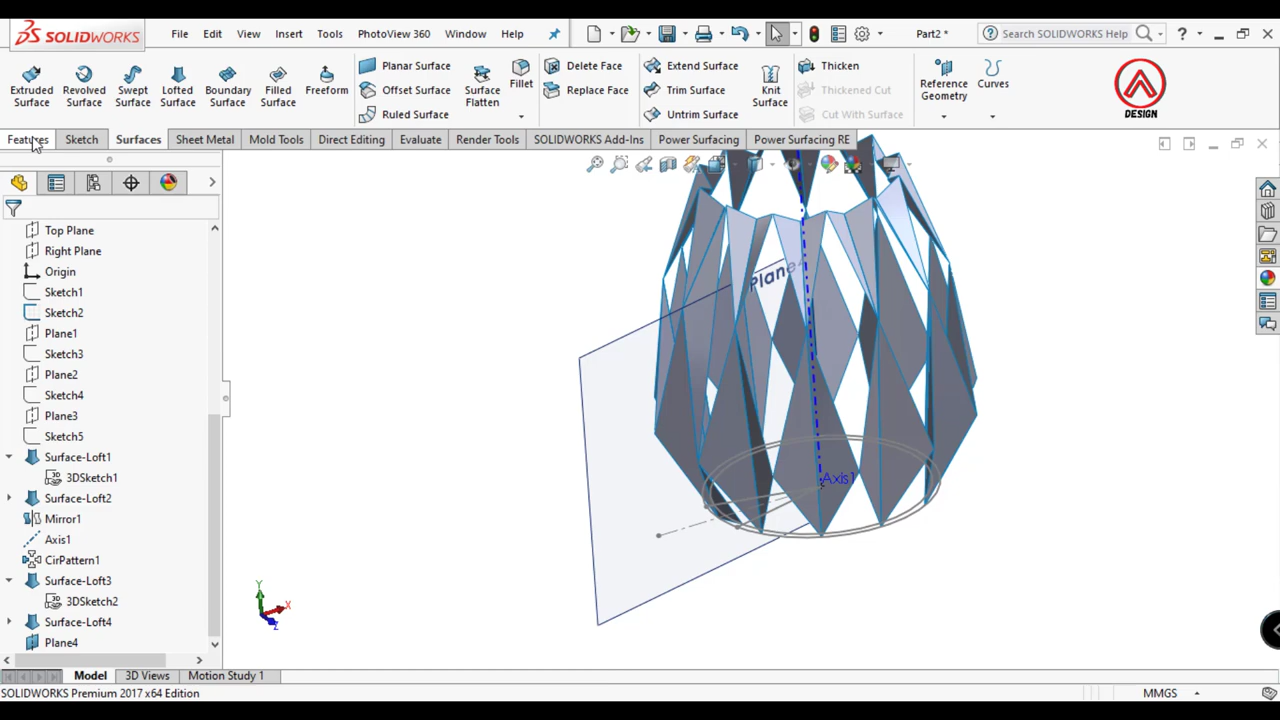 SOLIDWORKS
File Edit View Insert Tools PhotoView 360 Window Help
Part2 *
Search SOLIDWORKS Help
Extruded Surface
Revolved Surface
Swept Surface
Lofted Surface
Boundary Surface
Filled Surface
Freeform
Planar Surface
Offset Surface
Ruled Surface
Surface Flatten
Fillet
Delete Face
Replace Face
Extend Surface
Trim Surface
Untrim Surface
Knit Surface
Thicken
Thickened Cut
Cut With Surface
Reference Geometry
Curves
DESIGN
Features Sketch Surfaces Sheet Metal Mold Tools Direct Editing Evaluate Render Tools SOLIDWORKS Add-Ins Power Surfacing Power Surfacing RE
Top Plane
Right Plane
Origin
Sketch1
Sketch2
Plane1
Sketch3
Plane2
Sketch4
Plane3
Sketch5
Surface-Loft1
3DSketch1
Surface-Loft2
Mirror1
Axis1
CirPattern1
Surface-Loft3
3DSketch2
Surface-Loft4
Plane4
Plane4
Axis1
Y
X
Z
Model 3D Views Motion Study 1
SOLIDWORKS Premium 2017 x64 Edition
MMGS